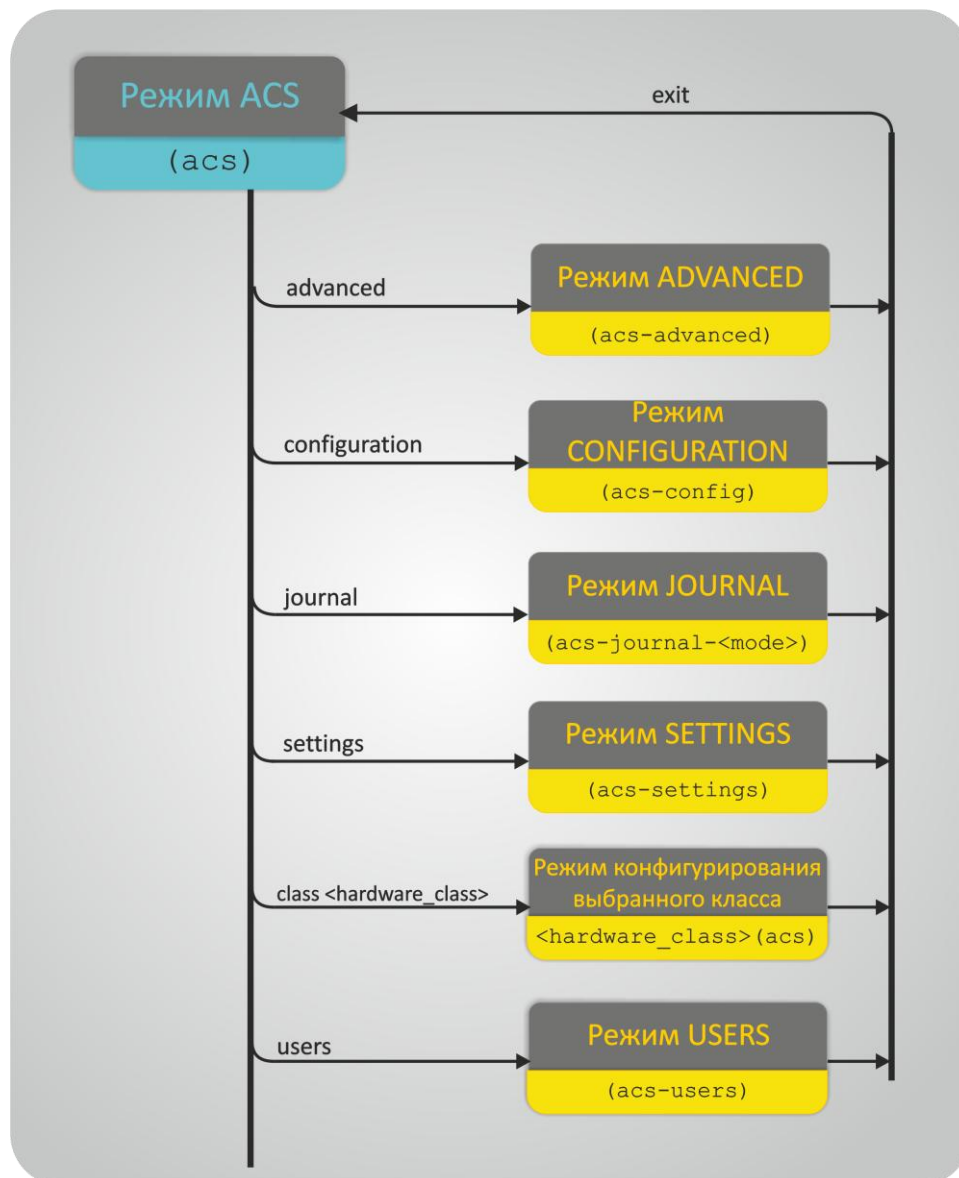 Режим ACS
(acs)
exit
advanced
Режим ADVANCED
(acs-advanced)
configuration
Режим
CONFIGURATION
(acs-config)
journal
Режим JOURNAL
(acs-journal-<mode>)
settings
Режим SETTINGS
(acs-settings)
class <hardware_class>
Режим конфигурирования
выбранного класса
<hardware_class>(acs)
users
Режим USERS
(acs-users)